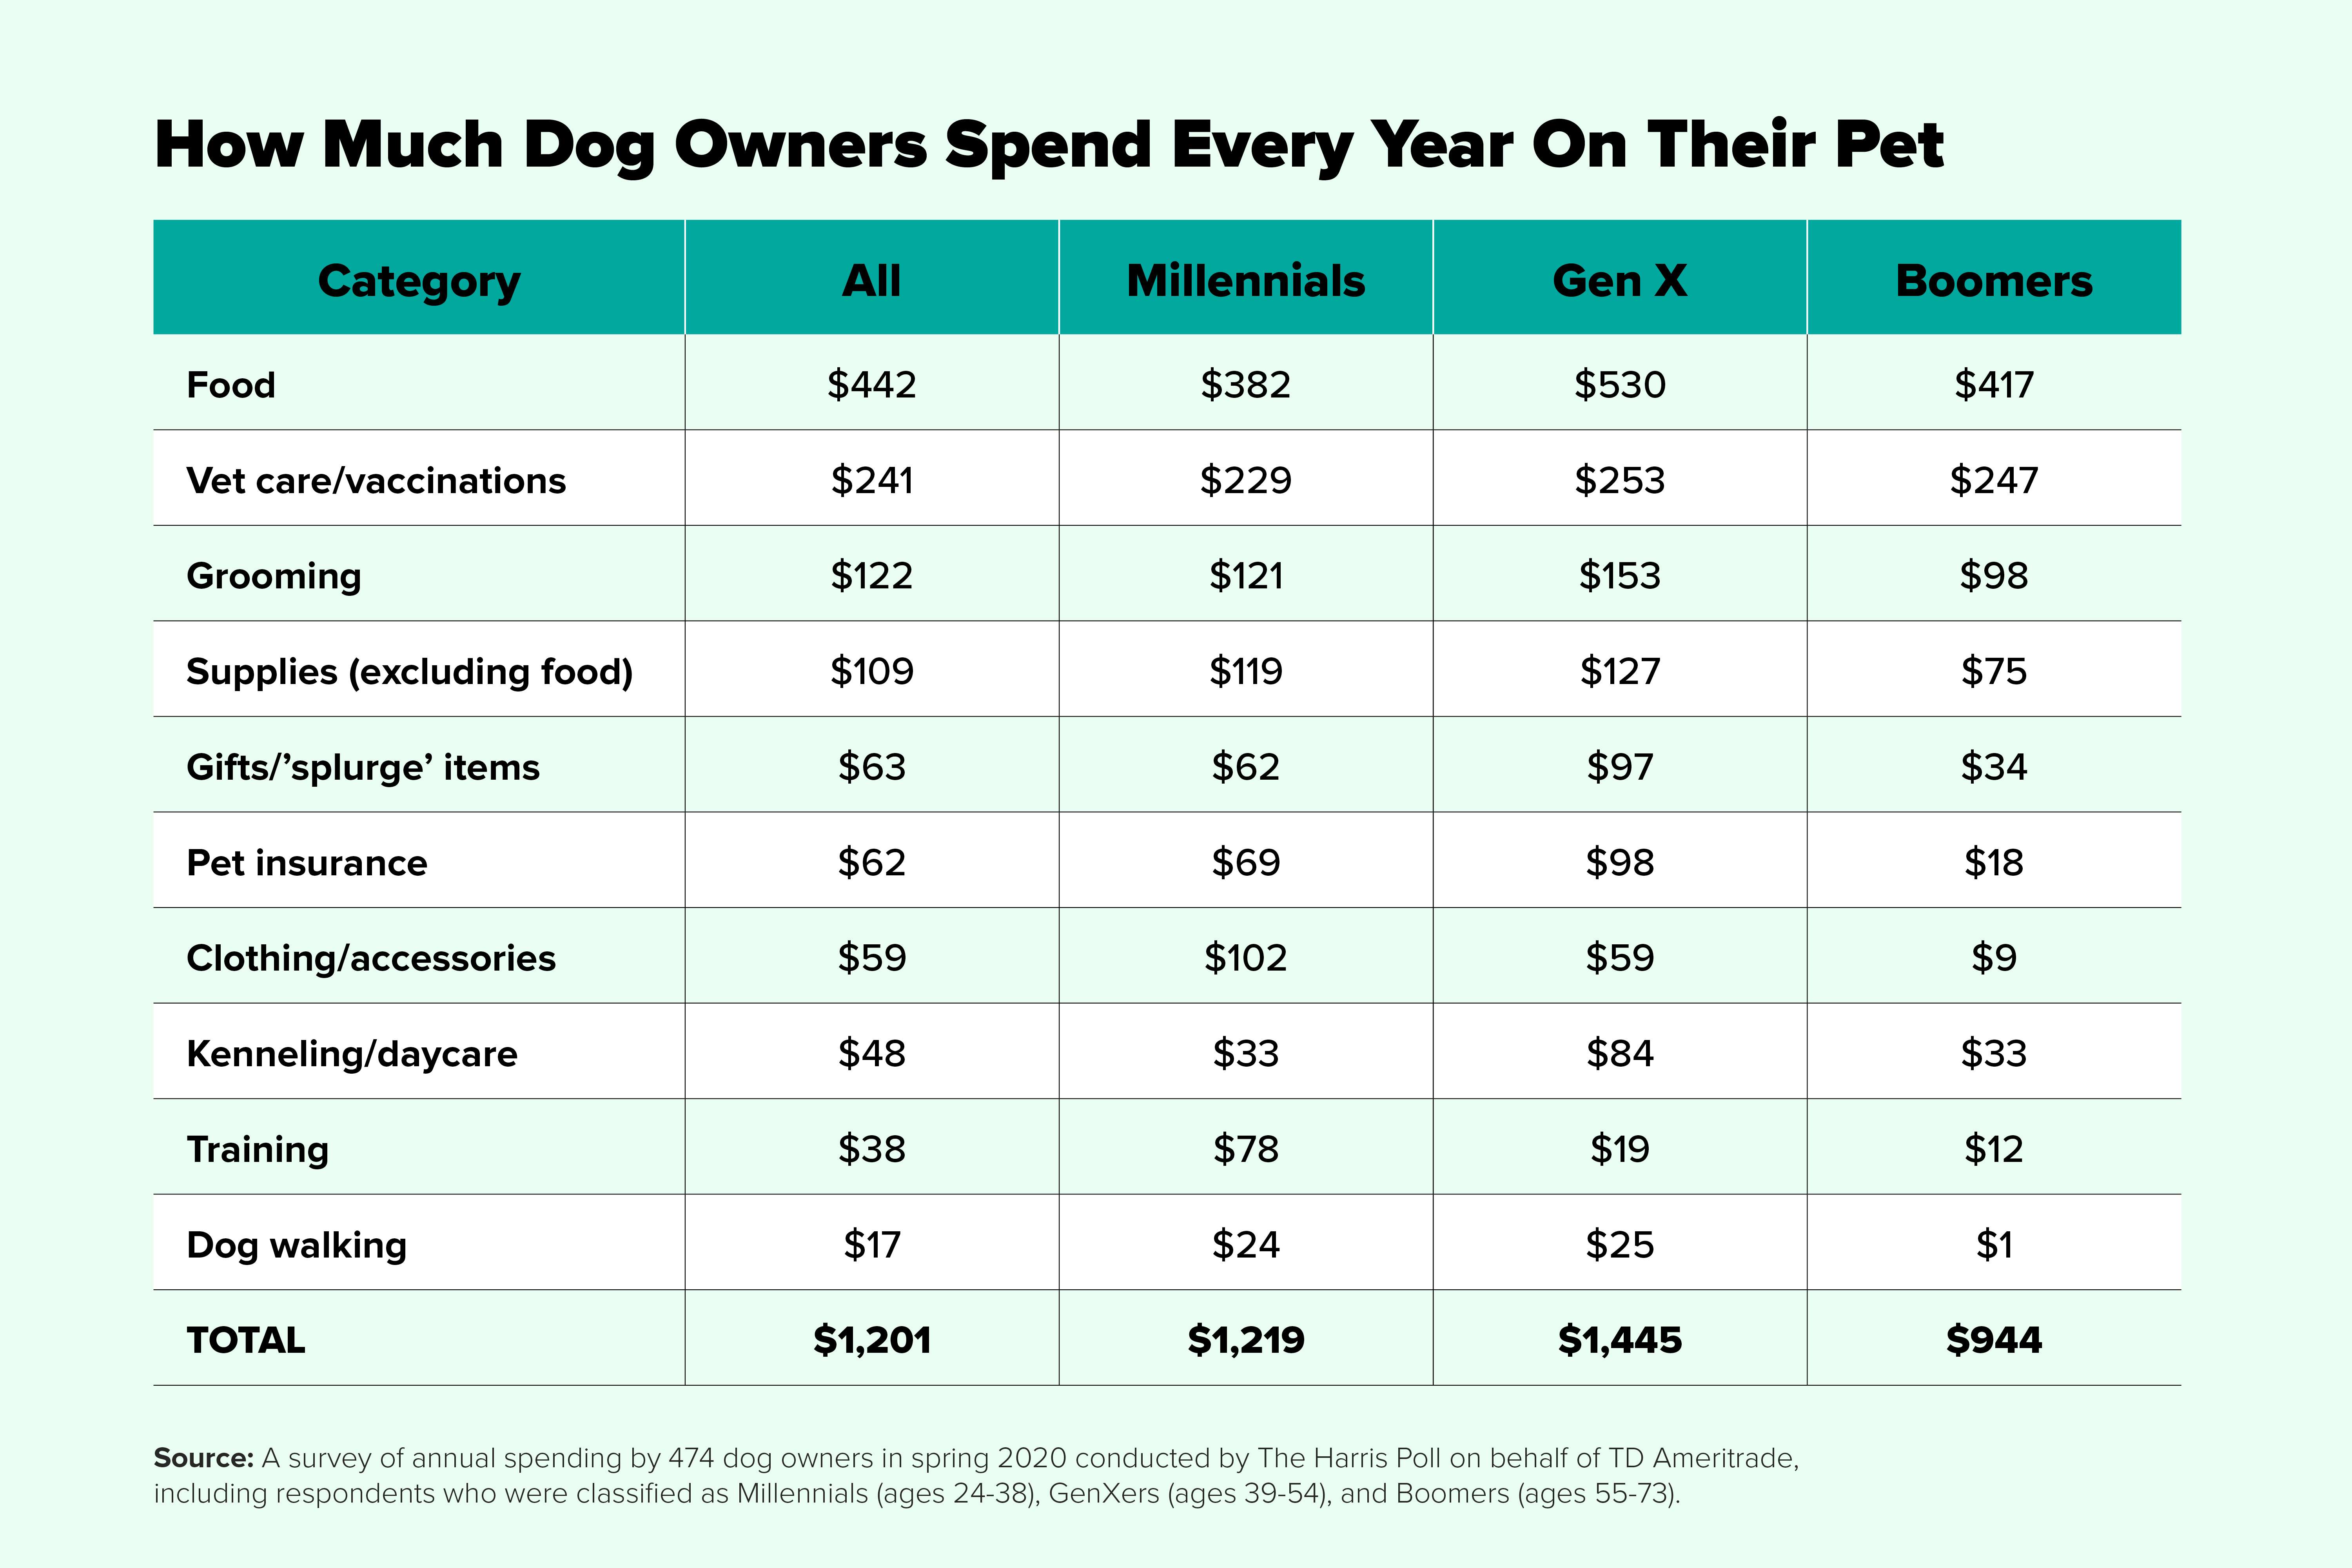 How Much Dog Owners Spend Every Year On Their Pet
Category All Millennials Gen X Boomers
Food $442 $382 $530 $417
Vet care/vaccinations $241 $229 $253 $247
Grooming $122 $121 $153 $98
Supplies (excluding food) $109 $119 $127 $75
Gifts/’splurge’ items $63 $62 $97 $34
Pet insurance $62 $69 $98 $18
Clothing/accessories $59 $102 $59 $9
Kenneling/daycare $48 $33 $84 $33
Training $38 $78 $19 $12
Dog walking $17 $24 $25 $1
TOTAL $1,201 $1,219 $1,445 $944
Source: A survey of annual spending by 474 dog owners in spring 2020 conducted by The Harris Poll on behalf of TD Ameritrade,
including respondents who were classified as Millennials (ages 24-38), GenXers (ages 39-54), and Boomers (ages 55-73).